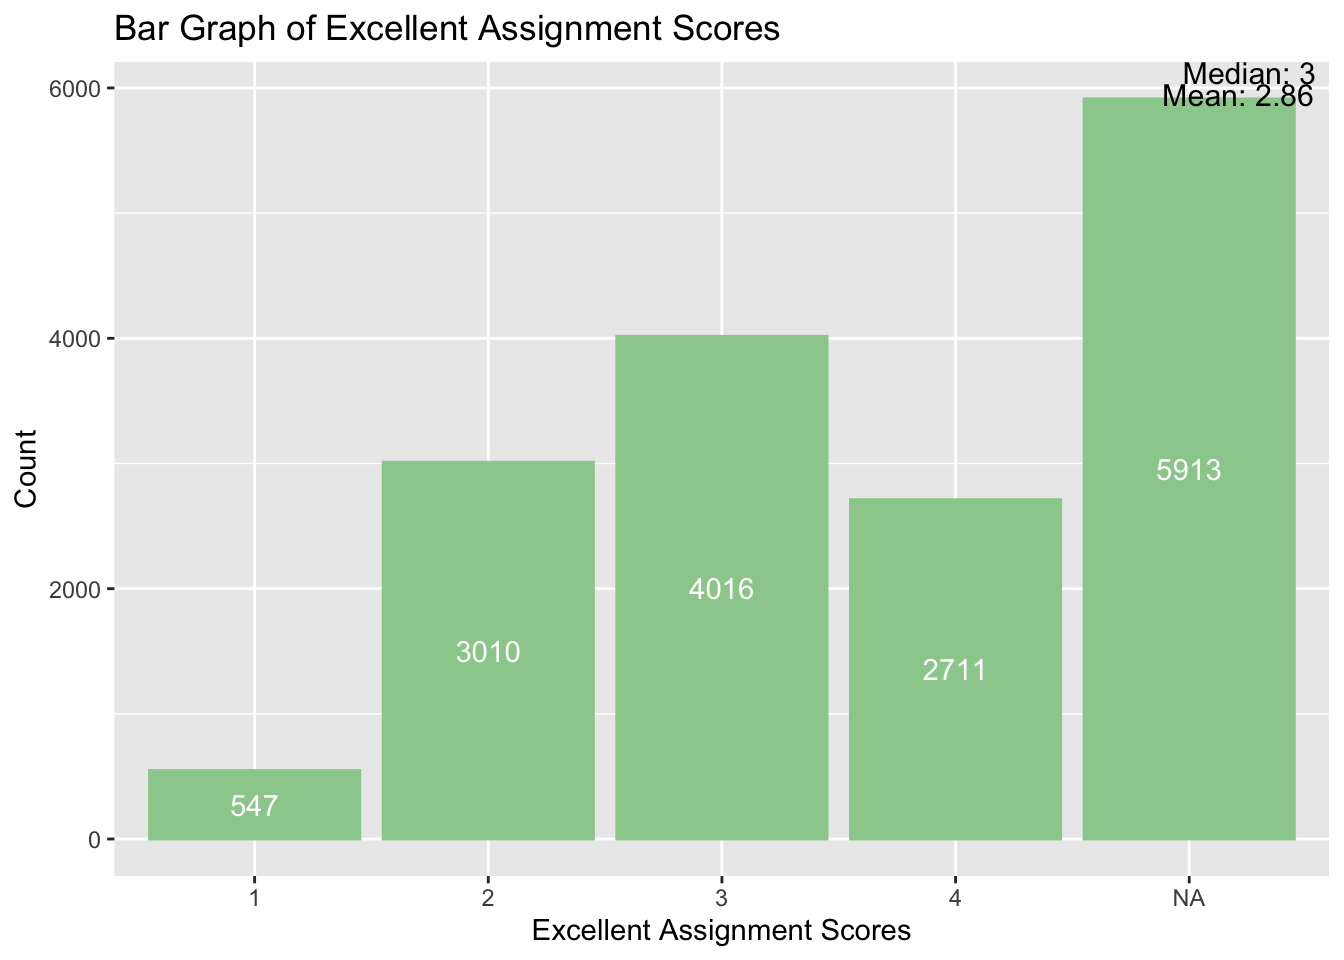 Bar Graph of Excellent Assignment Scores
Median: 3
Mean: 2.86
6000
4000
2000
0
Count
5913
4016
3010
2711
547
1
2
3
4
NA
Excellent Assignment Scores